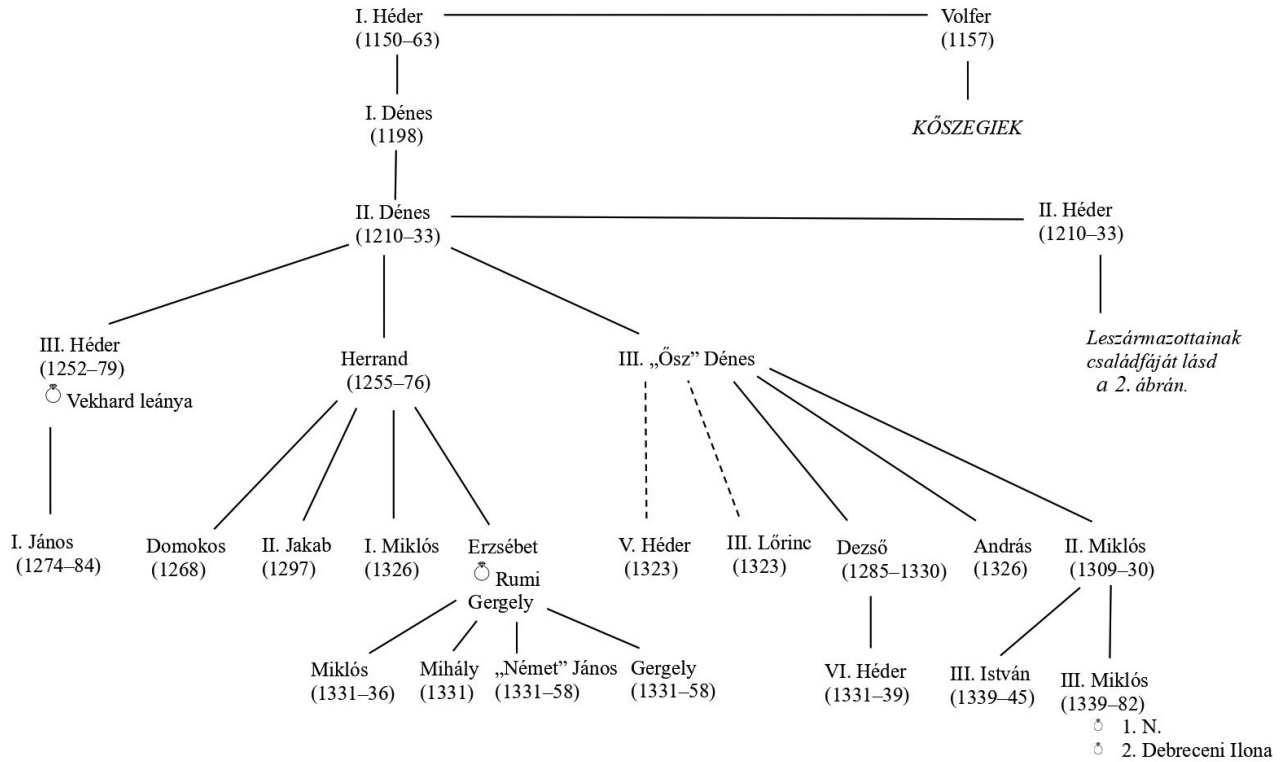 I. Héder
(1150–63)
Volfer
(1157)
I. Dénes
(1198)
KŐSZEGIEK
II. Dénes
(1210–33)
II. Héder
(1210–33)
Leszármazottainak
családfáját lásd
a 2. ábrán.
III. Héder
(1252–79)
Vekhard leánya
Herrand
(1255–76)
III. „Ősz” Dénes
I. János
(1274–84)
Domokos
(1268)
II. Jakab
(1297)
I. Miklós
(1326)
Erzsébet
Rumi
Gergely
V. Héder
(1323)
III. Lőrinc
(1323)
Dezső
(1285–1330)
András
(1326)
II. Miklós
(1309–30)
Miklós
(1331–36)
Mihály
(1331)
„Német” János
(1331–58)
Gergely
(1331–58)
VI. Héder
(1331–39)
III. István
(1339–45)
III. Miklós
(1339–82)
1. N.
2. Debreceni Ilona